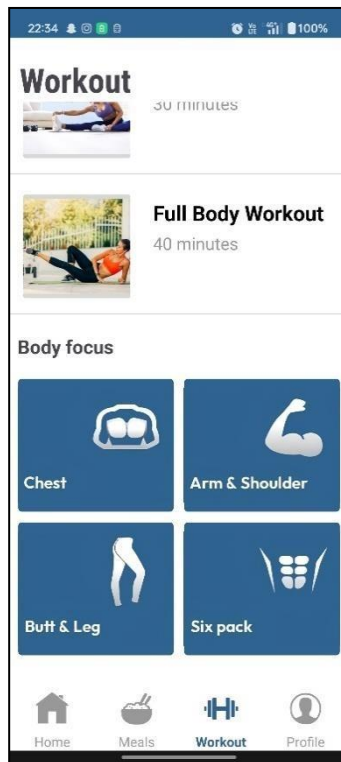 22:34
100%
Workout
30 minutes
Full Body Workout
40 minutes
Body focus
Chest
Arm & Shoulder
Butt & Leg
Six pack
Home
Meals
Workout
Profile